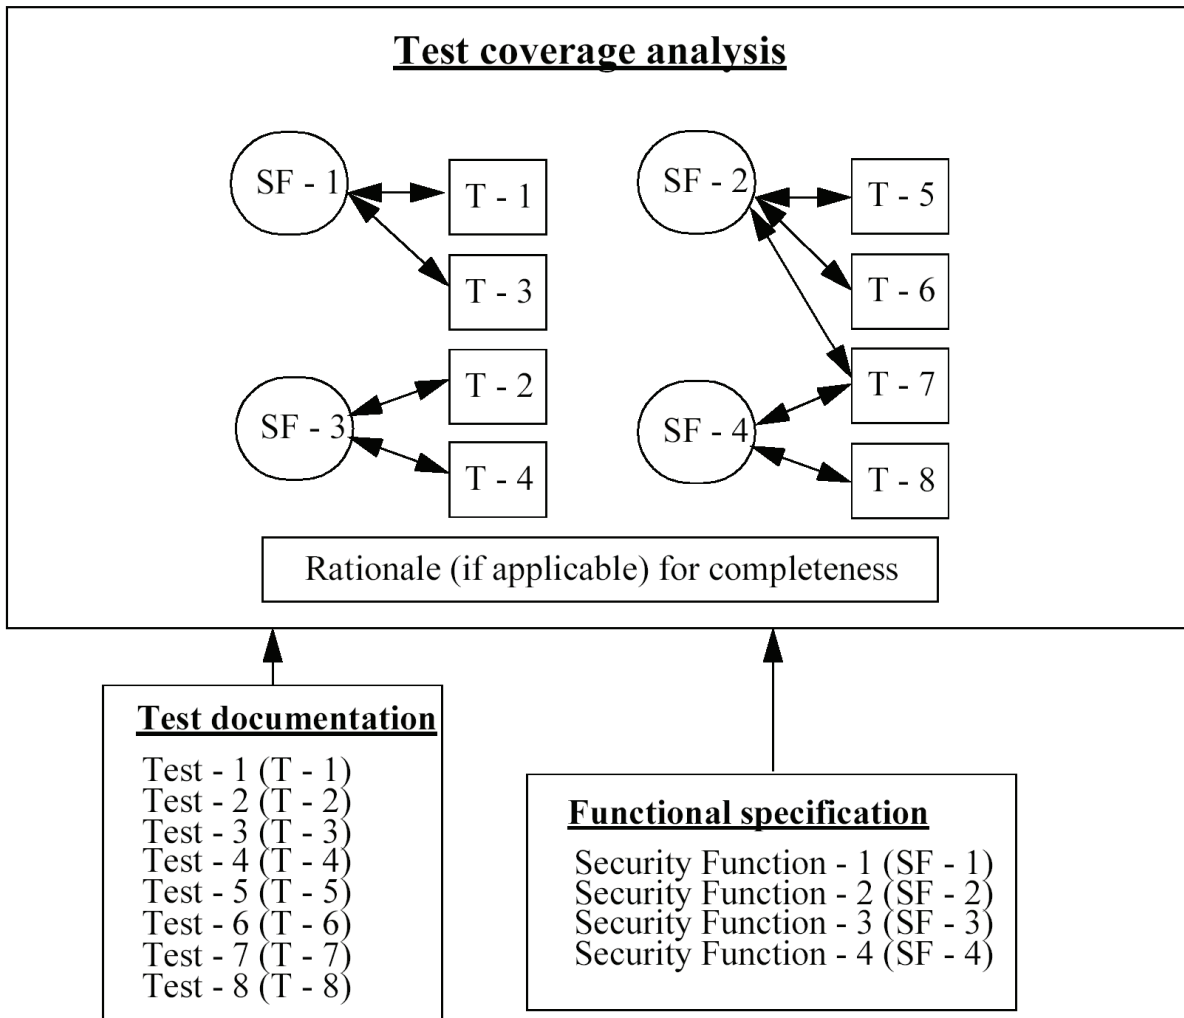 Test coverage analysis
SF - 1
T - 1
T - 3
SF - 2
T - 5
T - 6
SF - 3
T - 2
T - 4
SF - 4
T - 7
T - 8
Rationale (if applicable) for completeness
Test documentation
Test - 1 (T - 1)
Test - 2 (T - 2)
Test - 3 (T - 3)
Test - 4 (T - 4)
Test - 5 (T - 5)
Test - 6 (T - 6)
Test - 7 (T - 7)
Test - 8 (T - 8)
Functional specification
Security Function - 1 (SF - 1)
Security Function - 2 (SF - 2)
Security Function - 3 (SF - 3)
Security Function - 4 (SF - 4)